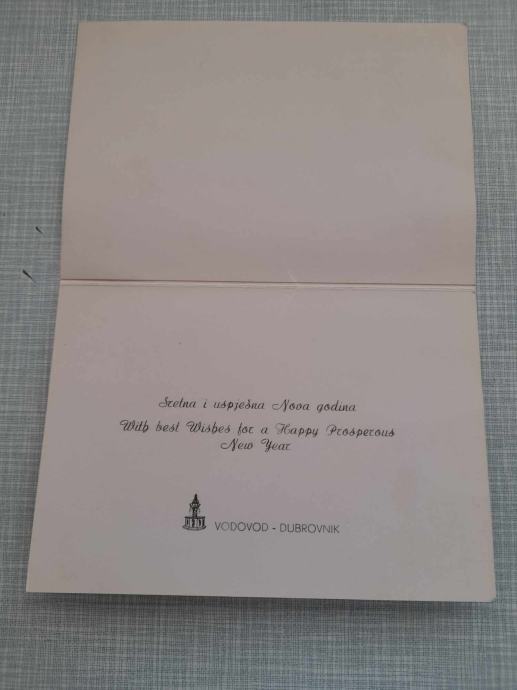 Sretna i uspješna Nova godina
With best Wishes for a Happy Prosperous
New Year
VODOVOD - DUBROVNIK